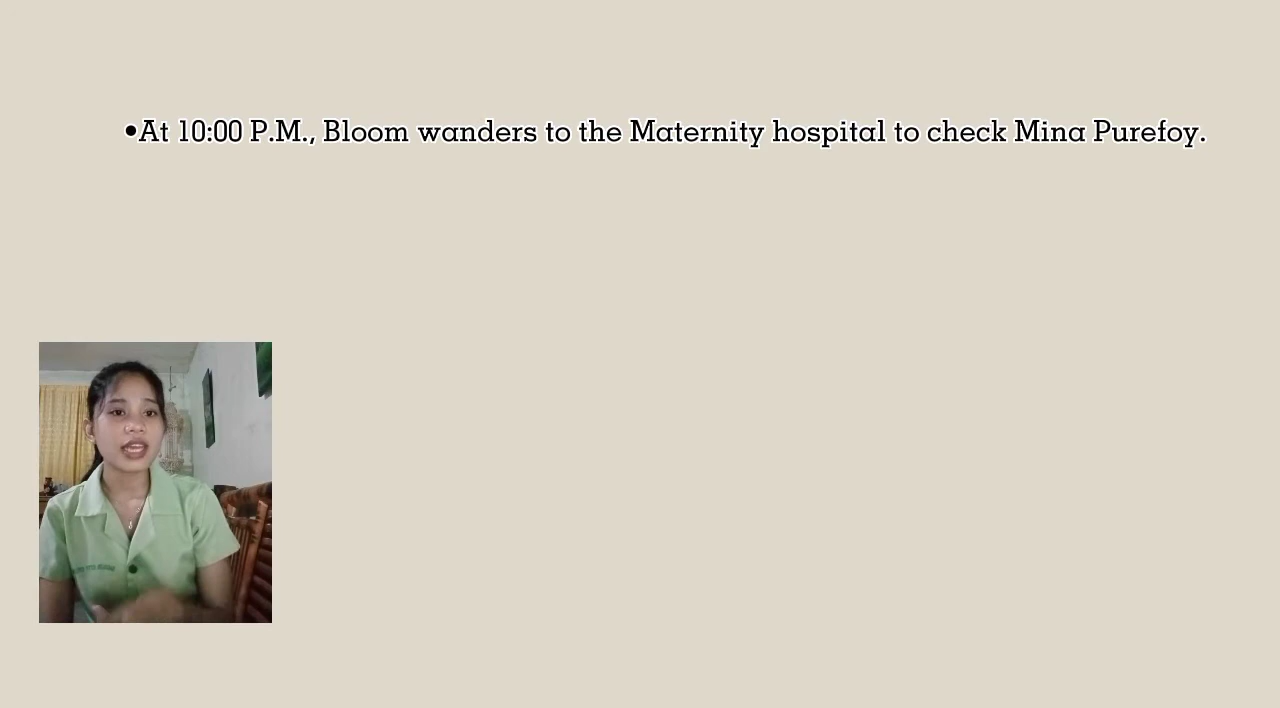 •At 10:00 P.M., Bloom wanders to the Maternity hospital to check Mina Purefoy.